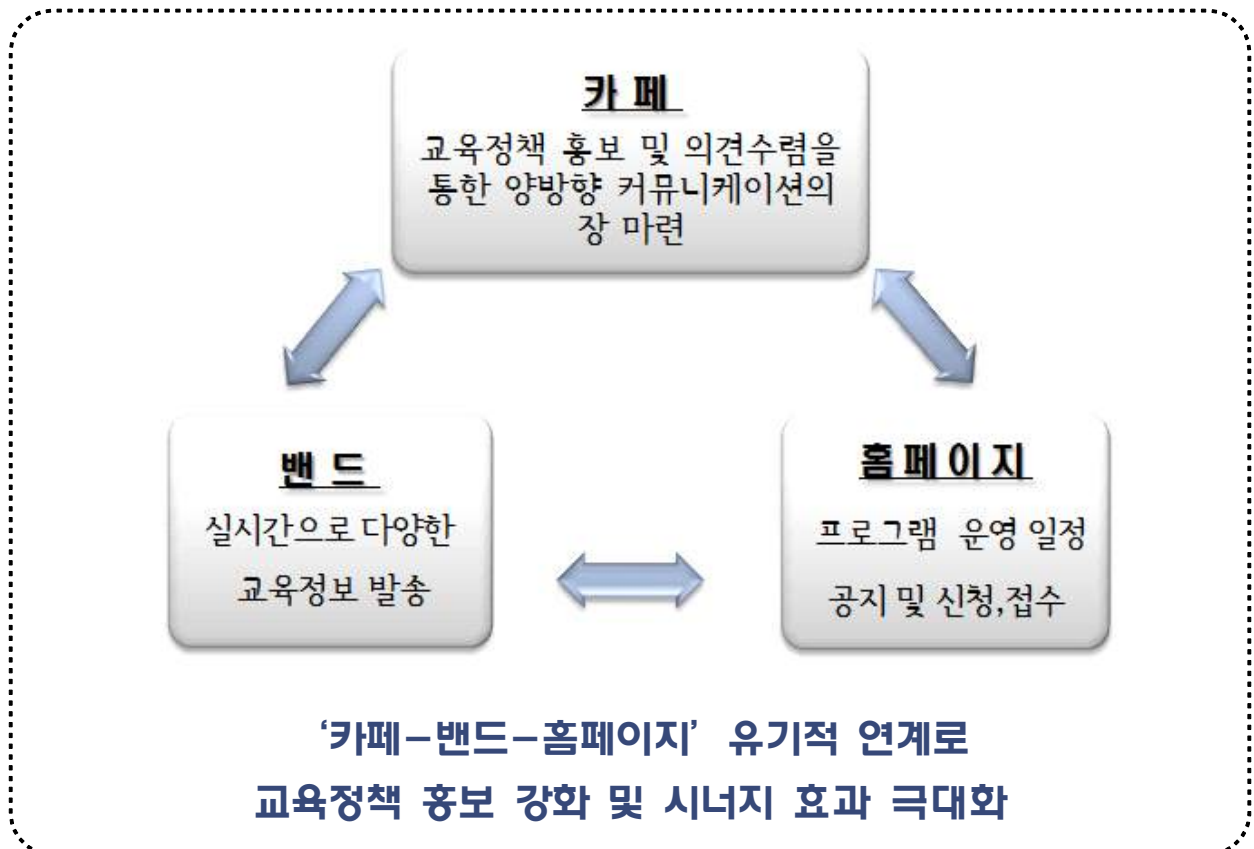 카 페
교육정책 홍보 및 의견수렴을
통한 양방향 커뮤니케이션의
장 마련
밴 드
실시간으로 다양한
교육정보 발송
홈페이지
프로그램 운영 일정
공지 및 신청,접수
‘카페-밴드-홈페이지’ 유기적 연계로
교육정책 홍보 강화 및 시너지 효과 극대화